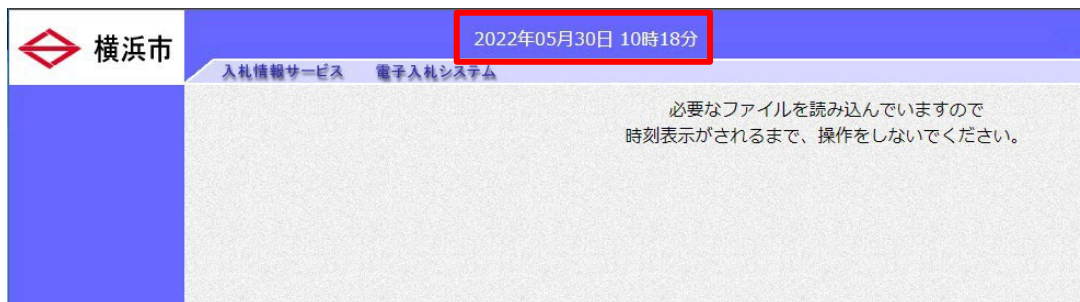 横浜市
2022年05月30日 10時18分
入札情報サービス 電子入札システム
必要なファイルを読み込んでいますので
時刻表示がされるまで、操作をしないでください。